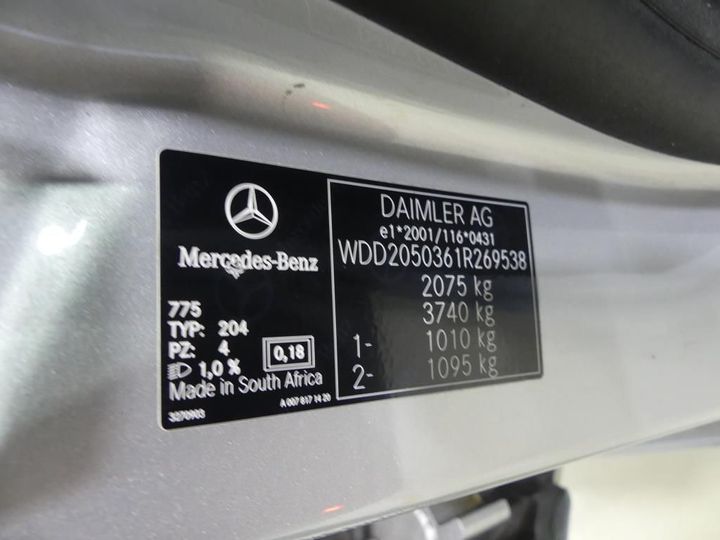 Mercedes-Benz
775
TYP: 204
PZ: 4
1,0 %
0,18
Made in South Africa
3270903
A 007 817 14 20
DAIMLER AG
e1*2001/116*0431
WDD2050361R269538
2075 kg
3740 kg
1- 1010 kg
2- 1095 kg